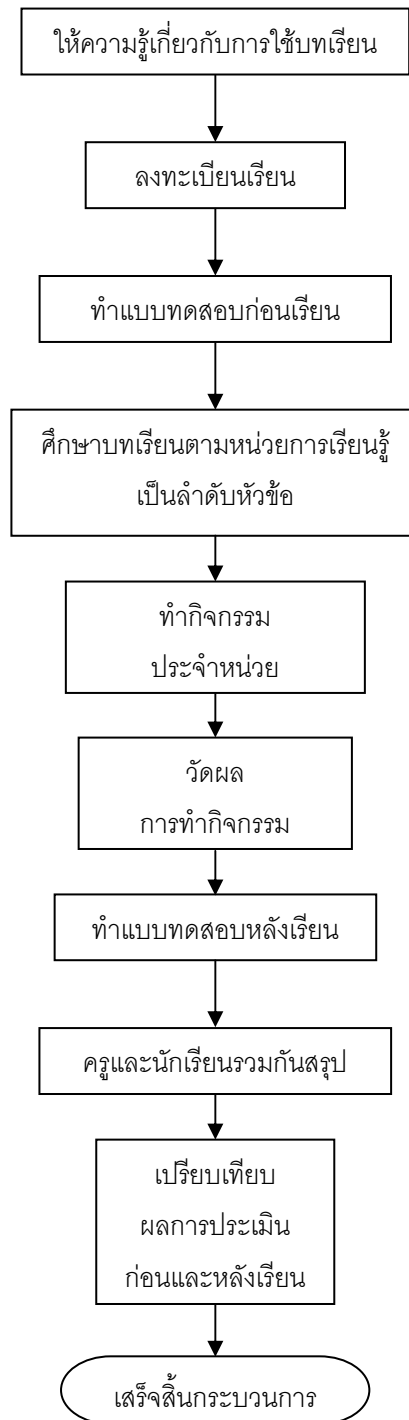 ให้ความรู้เกี่ยวกับการใช้บทเรียน
ลงทะเบียนเรียน
ทำแบบทดสอบก่อนเรียน
ศึกษาบทเรียนตามหน่วยการเรียนรู้
เป็นลำดับหัวข้อ
ทำกิจกรรม
ประจำหน่วย
วัดผล
การทำกิจกรรม
ทำแบบทดสอบหลังเรียน
ครูและนักเรียนรวมกันสรุป
เปรียบเทียบ
ผลการประเมิน
ก่อนและหลังเรียน
เสร็จสิ้นกระบวนการ